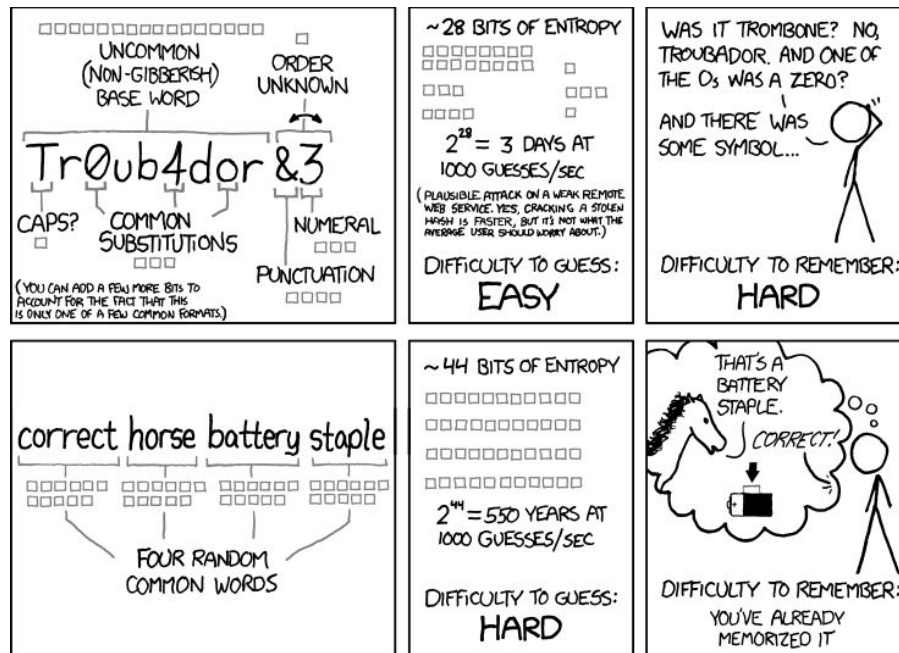 UNCOMMON
(NON-GIBBERISH)
BASE WORD
ORDER
UNKNOWN
Tr0ub4dor &3
CAPS?
COMMON
SUBSTITUTIONS
NUMERAL
PUNCTUATION
(YOU CAN ADD A FEW MORE BITS TO
ACCOUNT FOR THE FACT THAT THIS
IS ONLY ONE OF A FEW COMMON FORMATS.)
~28 BITS OF ENTROPY
2^28 = 3 DAYS AT
1000 GUESSES/SEC
(PLAUSIBLE ATTACK ON A WEAK REMOTE
WEB SERVICE. YES, CRACKING A STOLEN
HASH IS FASTER, BUT IT'S NOT WHAT THE
AVERAGE USER SHOULD WORRY ABOUT.)
DIFFICULTY TO GUESS:
EASY
WAS IT TROMBONE? NO,
TROUBADOR. AND ONE OF
THE Os WAS A ZERO?
AND THERE WAS
SOME SYMBOL...
DIFFICULTY TO REMEMBER:
HARD
correct horse battery staple
FOUR RANDOM
COMMON WORDS
~44 BITS OF ENTROPY
2^44 = 550 YEARS AT
1000 GUESSES/SEC
DIFFICULTY TO GUESS:
HARD
THAT'S A
BATTERY
STAPLE.
CORRECT!
DIFFICULTY TO REMEMBER:
YOU'VE ALREADY
MEMORIZED IT